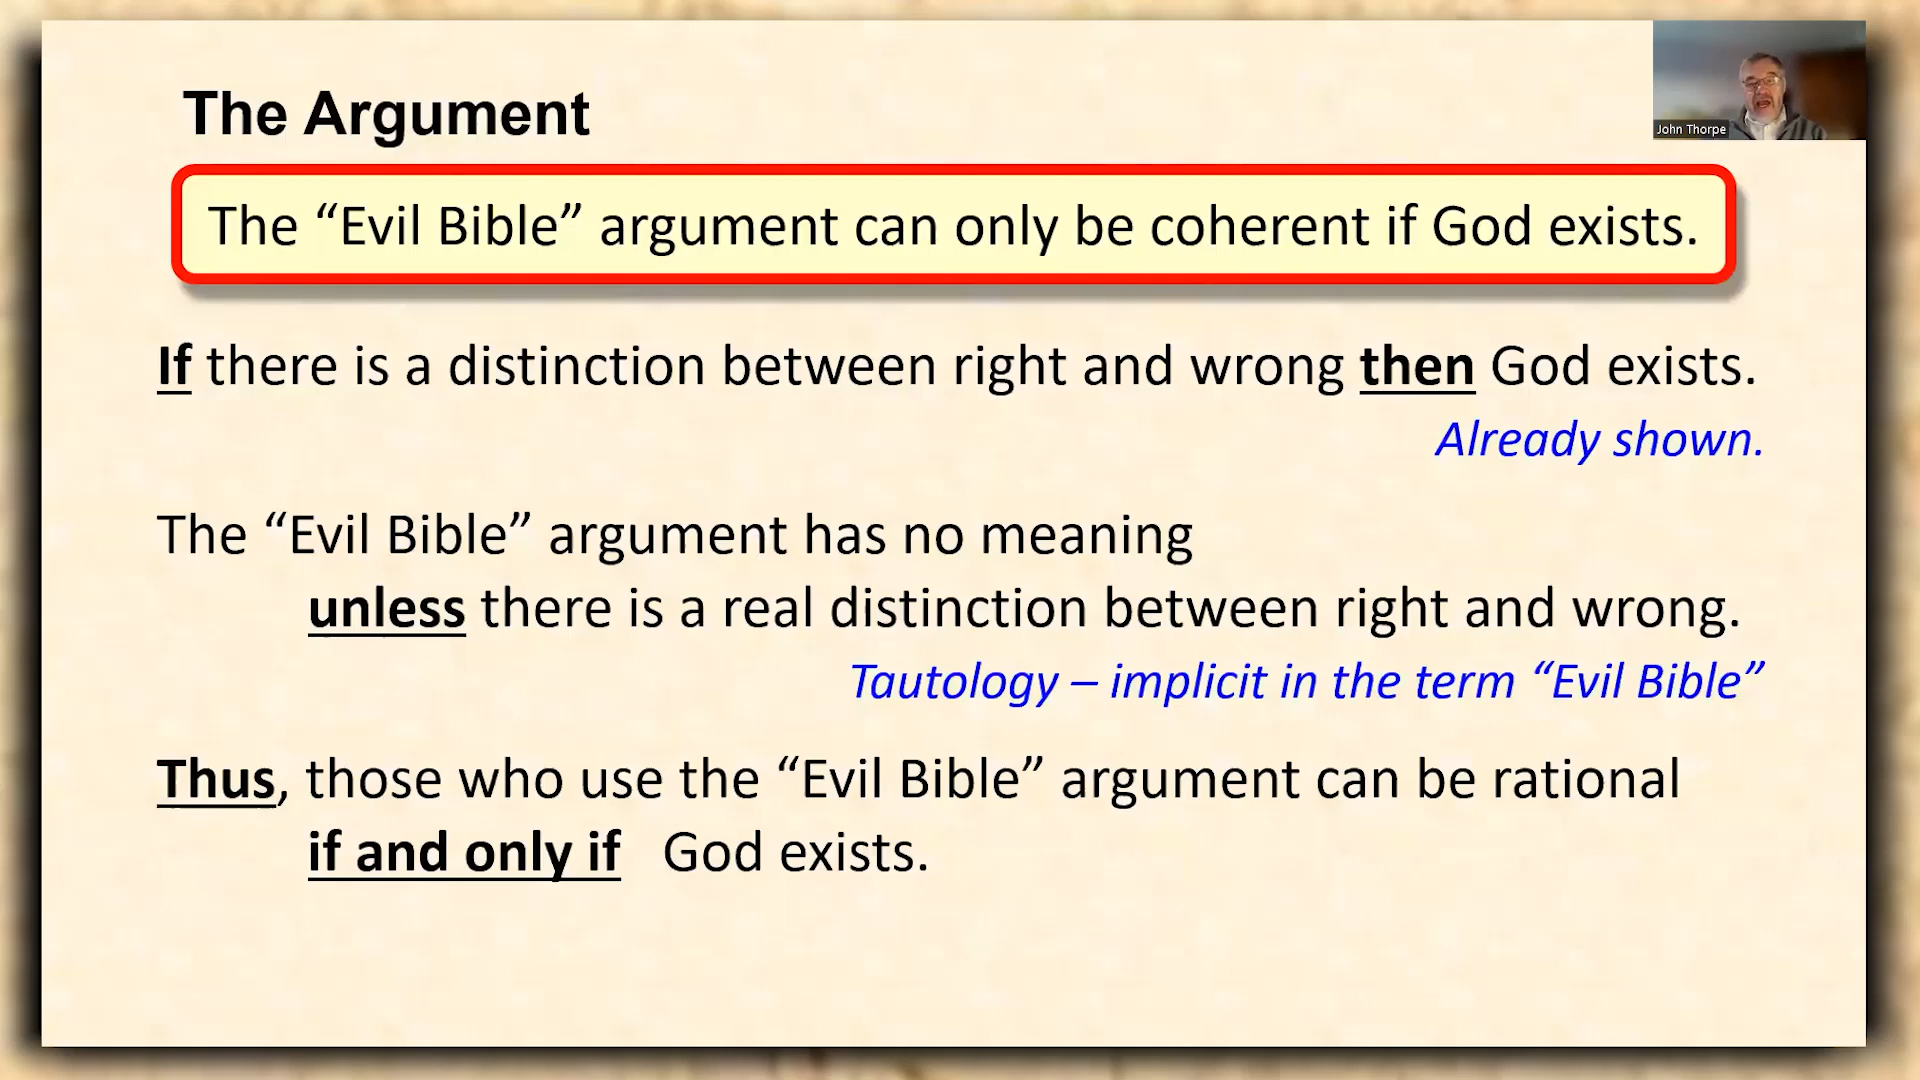 John Thorpe
The Argument
The “Evil Bible” argument can only be coherent if God exists.
If there is a distinction between right and wrong then God exists.
Already shown.
The “Evil Bible” argument has no meaning
unless there is a real distinction between right and wrong.
Tautology – implicit in the term “Evil Bible”
Thus, those who use the “Evil Bible” argument can be rational
if and only if God exists.